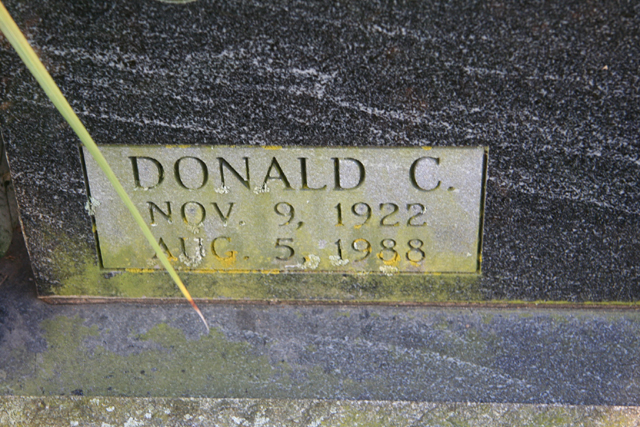 DONALD C.
NOV. 9, 1922
AUG. 5, 1988